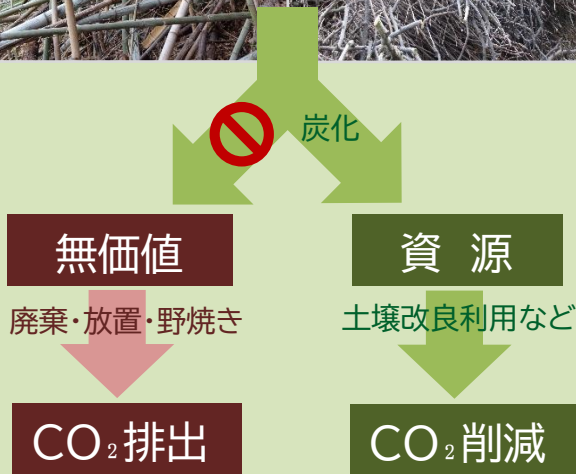 炭化
無価値
資 源
廃棄・放置・野焼き
土壌改良利用など
CO₂排出
CO₂削減